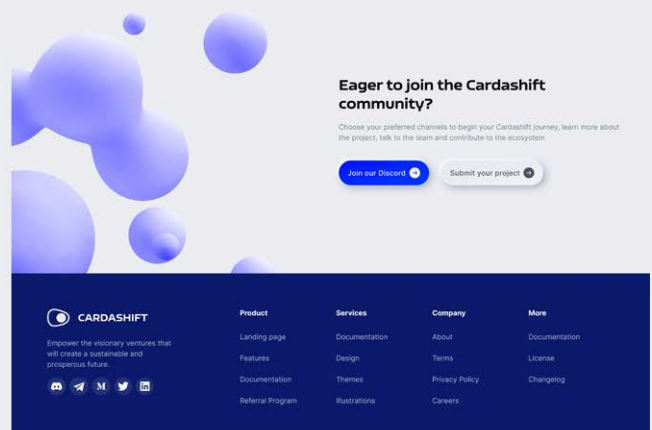 Eager to join the Cardashift
community?
Choose your preferred channels to begin your Cardashift journey, learn more about
the project, talk to the team and contribute to the ecosystem
Join our Discord
Submit your project
CARDASHIFT
Empower the visionary ventures that
will create a sustainable and
prosperous future.
M
Product
Landing page
Features
Documentation
Referral Program
Services
Documentation
Design
Themes
Illustrations
Company
About
Terms
Privacy Policy
Careers
More
Documentation
License
Changelog